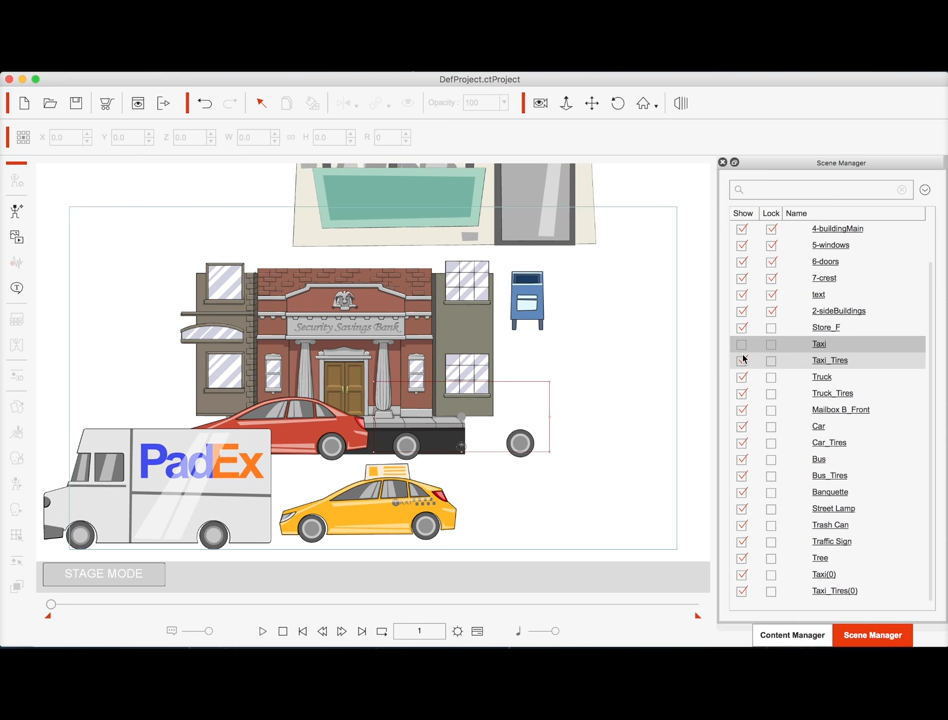 DefProject.ctProject
Opacity : 100
X 0.0 Y 0.0 Z 0.0 W 0.0 H 0.0 R 0
Scene Manager
Show Lock Name
4-buildingMain
5-windows
6-doors
7-crest
text
2-sideBuildings
Store_F
Taxi
Taxi_Tires
Truck
Truck_Tires
Mailbox B_Front
Car
Car_Tires
Bus
Bus_Tires
Banquette
Street Lamp
Trash Can
Traffic Sign
Tree
Taxi(0)
Taxi_Tires(0)
Security Savings Bank
PadEx
STAGE MODE
1
Content Manager
Scene Manager